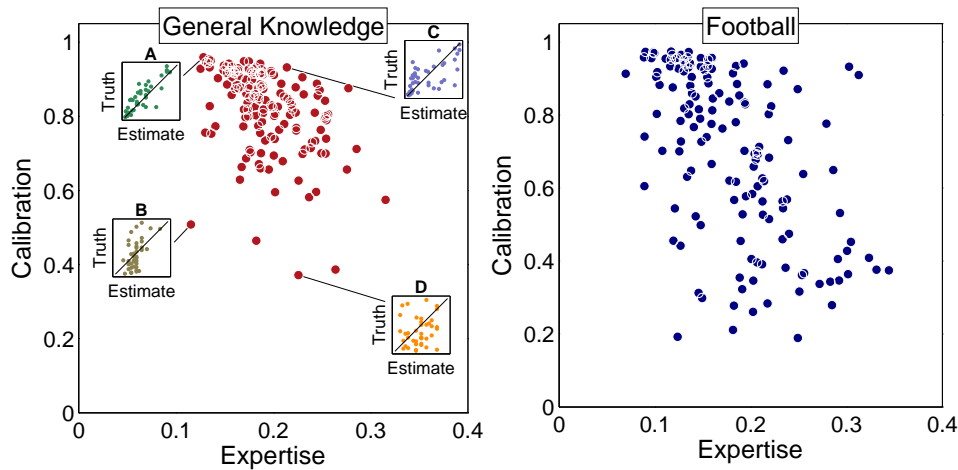 General Knowledge
1
0.8
0.6
0.4
0.2
0
0
0.1
0.2
0.3
0.4
Calibration
Expertise
A
Truth
Estimate
B
Truth
Estimate
C
Truth
Estimate
D
Truth
Estimate
Football
1
0.8
0.6
0.4
0.2
0
0
0.1
0.2
0.3
0.4
Calibration
Expertise